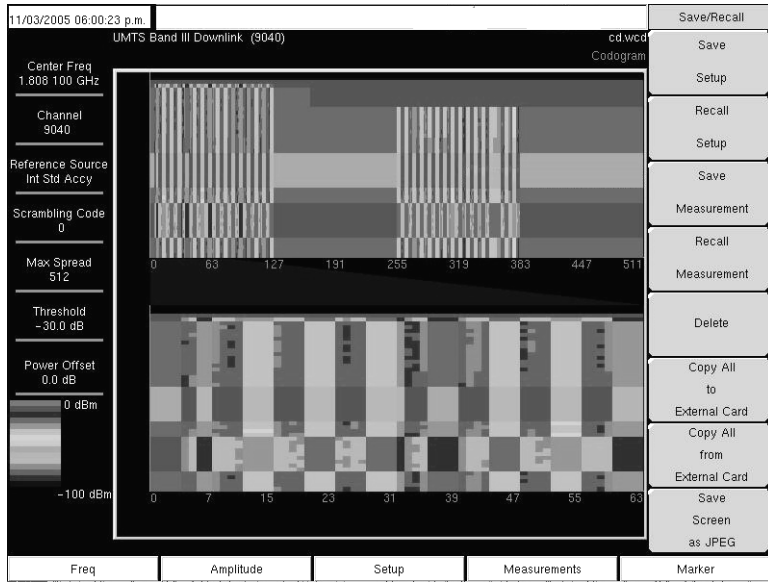 11/03/2005 06:00:23 p.m.
Save/Recall
UMTS Band III Downlink (9040)
cd.wcd
Codogram
Center Freq
1.808 100 GHz
Channel
9040
Reference Source
Int Std Accy
Scrambling Code
0
Max Spread
512
Threshold
-30.0 dB
Power Offset
0.0 dB
0 dBm
-100 dBm
0 63 127 191 255 319 383 447 511
0 7 15 23 31 39 47 55 63
Save
Setup
Recall
Setup
Save
Measurement
Recall
Measurement
Delete
Copy All
to
External Card
Copy All
from
External Card
Save
Screen
as JPEG
Freq
Amplitude
Setup
Measurements
Marker